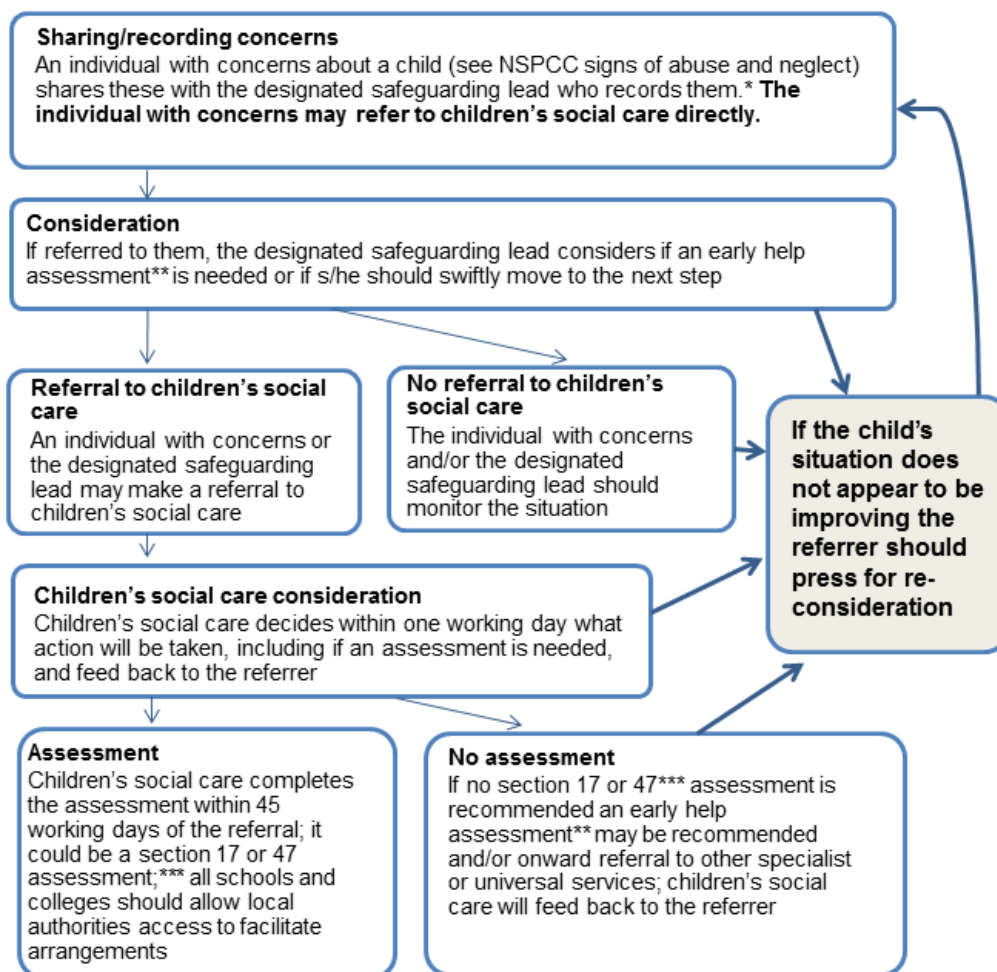 Sharing/recording concerns
An individual with concerns about a child (see NSPCC signs of abuse and neglect)
shares these with the designated safeguarding lead who records them.* The
individual with concerns may refer to children's social care directly.
Consideration
If referred to them, the designated safeguarding lead considers if an early help
assessment** is needed or if s/he should swiftly move to the next step
Referral to children's social
care
An individual with concerns or
the designated safeguarding
lead may make a referral to
children's social care
No referral to children's
social care
The individual with concerns
and/or the designated
safeguarding lead should
monitor the situation
If the child's
situation does
not appear to be
improving the
referrer should
press for re-
consideration
Children's social care consideration
Children's social care decides within one working day what
action will be taken, including if an assessment is needed,
and feed back to the referrer
Assessment
Children's social care completes
the assessment within 45
working days of the referral; it
could be a section 17 or 47
assessment;*** all schools and
colleges should allow local
authorities access to facilitate
arrangements
No assessment
If no section 17 or 47*** assessment is
recommended an early help
assessment** may be recommended
and/or onward referral to other specialist
or universal services; children's social
care will feed back to the referrer